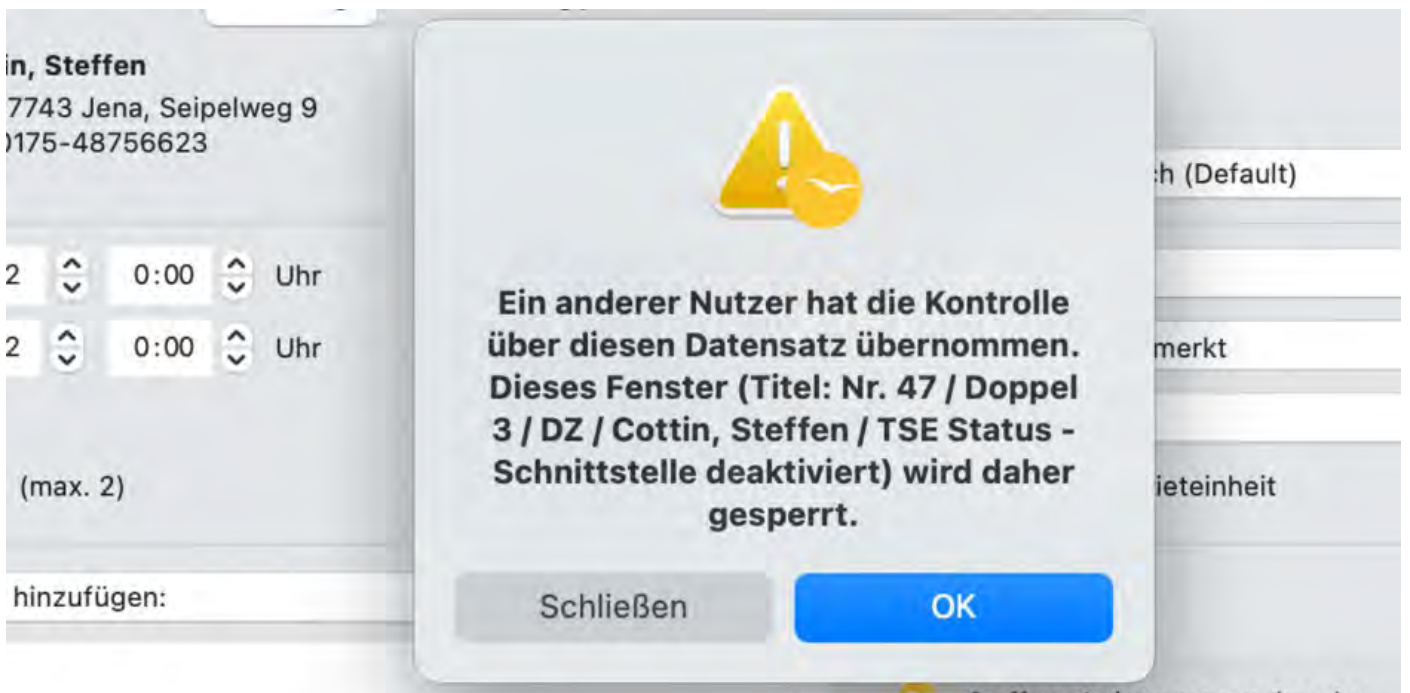 in, Steffen
7743 Jena, Seipelweg 9
0175-48756623
ch (Default)
2 0:00 Uhr
2 0:00 Uhr
merkt
(max. 2)
ieteinheit
hinzufügen:
Ein anderer Nutzer hat die Kontrolle
über diesen Datensatz übernommen.
Dieses Fenster (Titel: Nr. 47 / Doppel
3 / DZ / Cottin, Steffen / TSE Status -
Schnittstelle deaktiviert) wird daher
gesperrt.
Schließen
OK